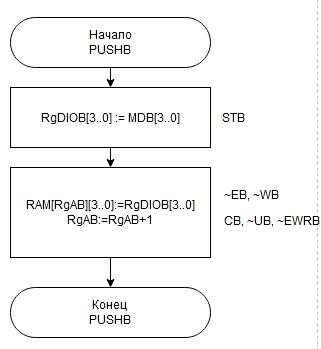 Начало
PUSHB
RgDIOB[3..0] := MDB[3..0]
STB
RAM[RgAB][3..0]:=RgDIOB[3..0]
RgAB:=RgAB+1
~EB, ~WB
CB, ~UB, ~EWRB
Конец
PUSHB